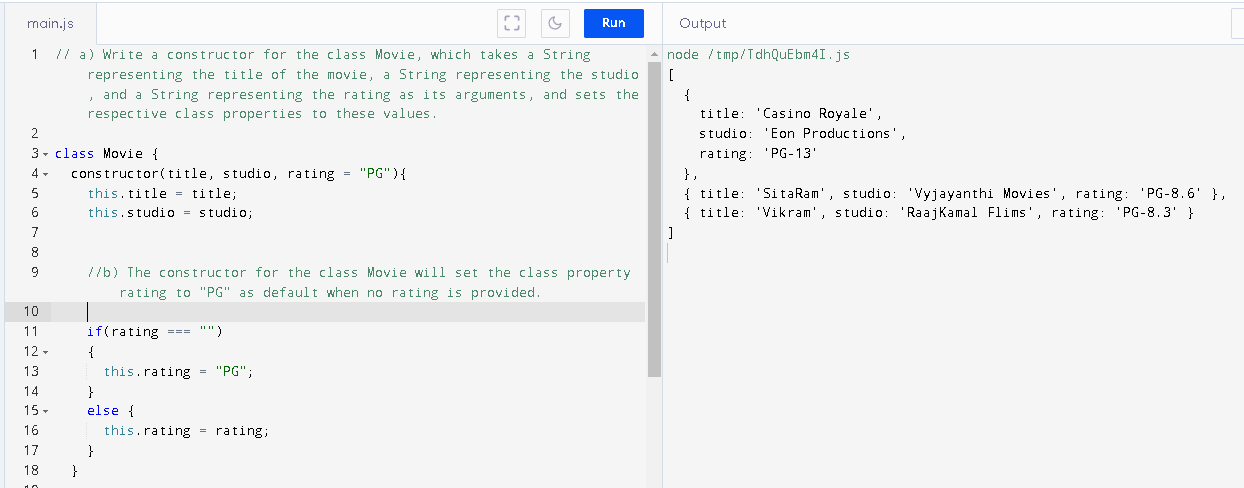 main.js
Run
Output
1 // a) Write a constructor for the class Movie, which takes a String
representing the title of the movie, a String representing the studio
, and a String representing the rating as its arguments, and sets the
respective class properties to these values.
2
3 class Movie {
4 constructor(title, studio, rating = "PG"){
5 this.title = title;
6 this.studio = studio;
7
8
9 //b) The constructor for the class Movie will set the class property
rating to "PG" as default when no rating is provided.
10
11 if(rating === "")
12 {
13 this.rating = "PG";
14 }
15 else {
16 this.rating = rating;
17 }
18 }
node /tmp/TdhQuEbm4I.js
[
{
title: 'Casino Royale',
studio: 'Eon Productions',
rating: 'PG-13'
},
{ title: 'SitaRam', studio: 'Vyjayanthi Movies', rating: 'PG-8.6' },
{ title: 'Vikram', studio: 'RaajKamal Flims', rating: 'PG-8.3' }
]